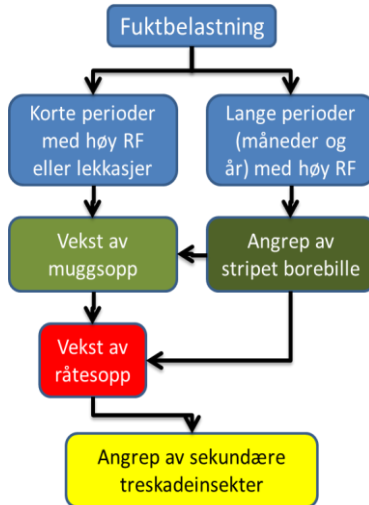 Fuktbelastning
Korte perioder
med høy RF
eller lekkasjer
Lange perioder
(måneder og
år) med høy RF
Vekst av
muggsopp
Angrep av
stripet borebille
Vekst av
råtesopp
Angrep av sekundære
treskadeinsekter